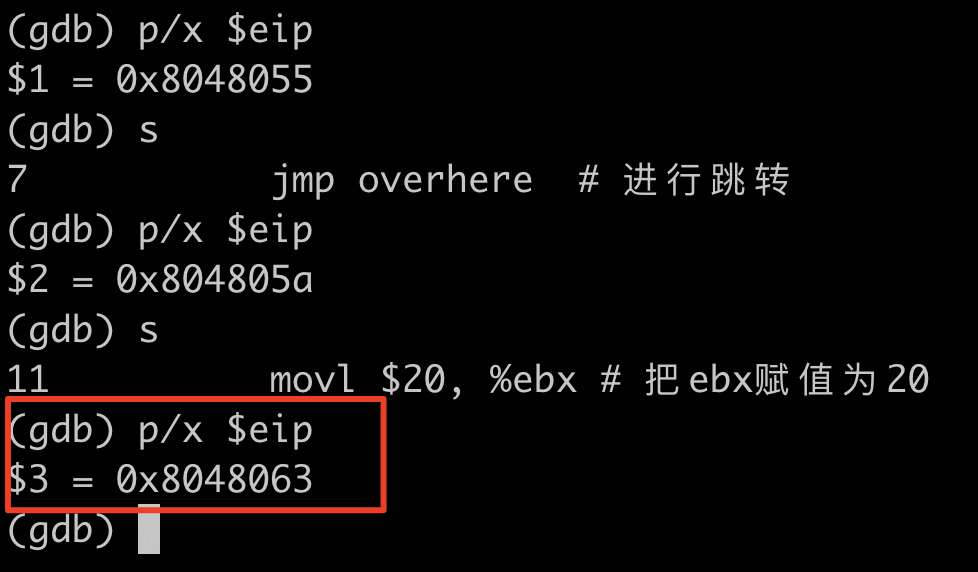 (gdb) p/x $eip
$1 = 0x8048055
(gdb) s
7           jmp overhere  # 进行跳转
(gdb) p/x $eip
$2 = 0x804805a
(gdb) s
11          movl $20, %ebx # 把ebx赋值为20
(gdb) p/x $eip
$3 = 0x8048063
(gdb)